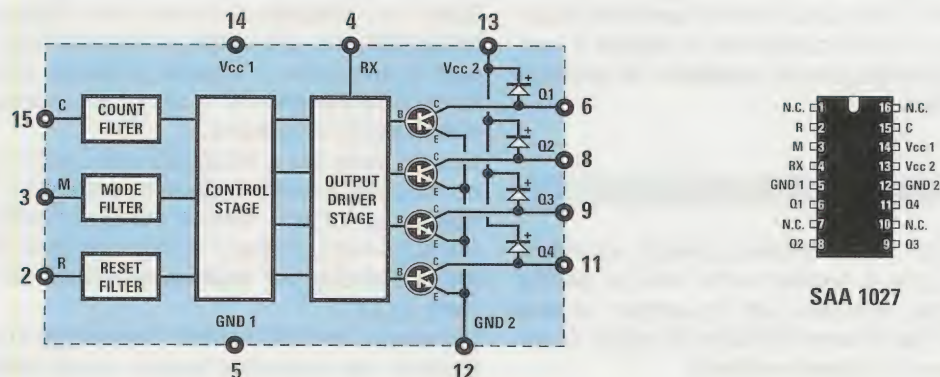 14 4 13
Vcc 1 RX Vcc 2
Q1
6
15 C COUNT
FILTER
B C E
Q2
8
3 M MODE
FILTER
CONTROL
STAGE
OUTPUT
DRIVER
STAGE
B C E
Q3
9
B C E
Q4
11
2 R RESET
FILTER
B C E
GND 1 GND 2
5 12
N.C. 1 16 N.C.
R 2 15 C
M 3 14 Vcc 1
RX 4 13 Vcc 2
GND 1 5 12 GND 2
Q1 6 11 Q4
N.C. 7 10 N.C.
Q2 8 9 Q3
SAA 1027